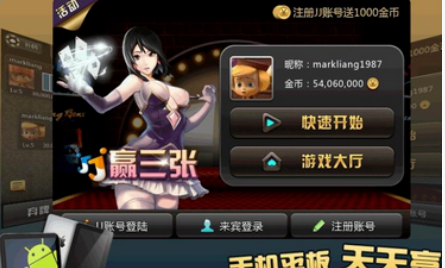 活动
注册JJ账号送1000金币
昵称：markliang1987
金币：54,060,000
快速开始
JJ赢三张
游戏大厅
JJ账号登陆
来宾登录
注册账号
手机平板 天天赢